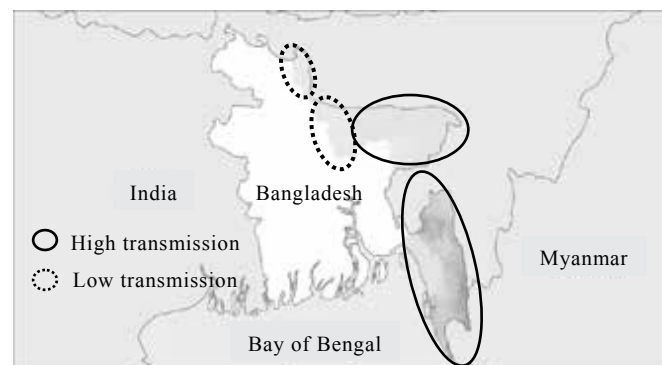 India
Bangladesh
High transmission
Low transmission
Myanmar
Bay of Bengal